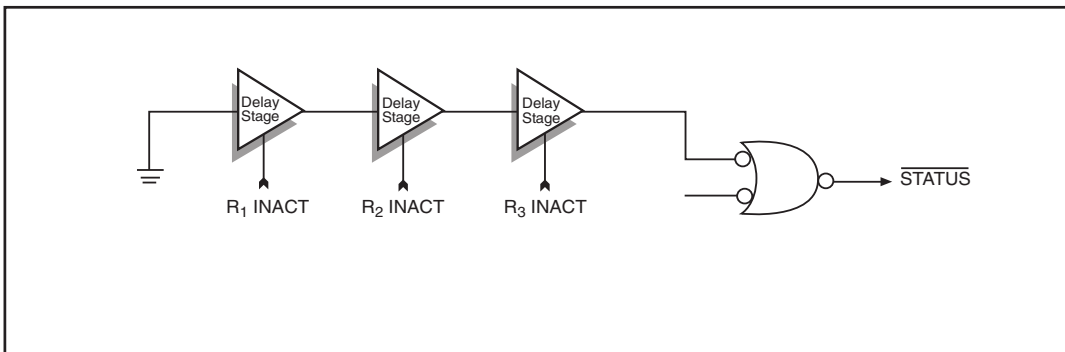 Delay
Stage
Delay
Stage
Delay
Stage
R1 INACT
R2 INACT
R3 INACT
STATUS